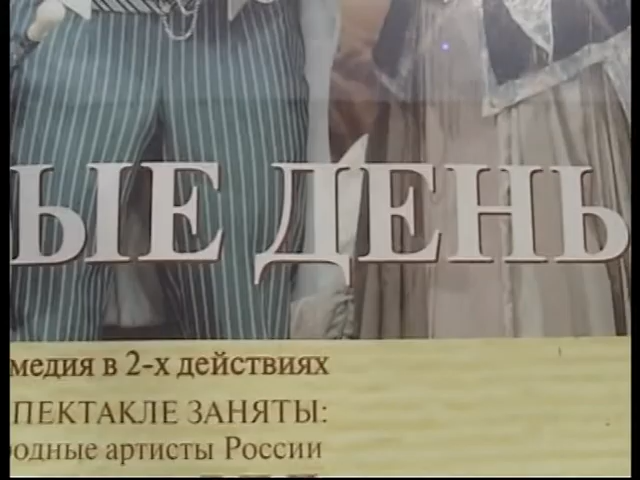 ЫЕ ДЕНЬ
медия в 2-х действиях
ПЕКТАКЛЕ ЗАНЯТЫ:
одные артисты России